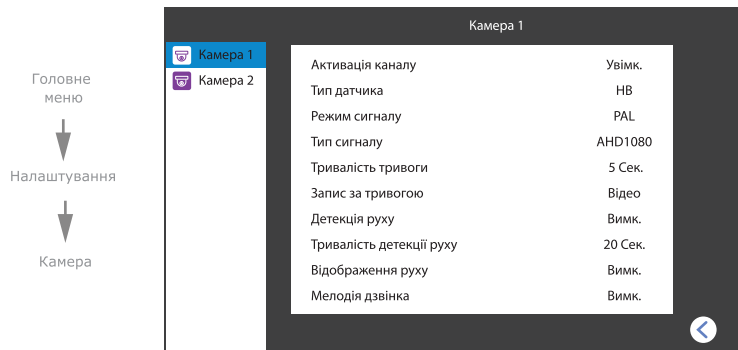 Головне
меню
Налаштування
Камера
Камера 1
Камера 1
Камера 2
Активація каналу Увімк.
Тип датчика НВ
Режим сигналу PAL
Тип сигналу AHD1080
Тривалість тривоги 5 Сек.
Запис за тривогою Відео
Детекція руху Вимк.
Тривалість детекції руху 20 Сек.
Відображення руху Вимк.
Мелодія дзвінка Вимк.